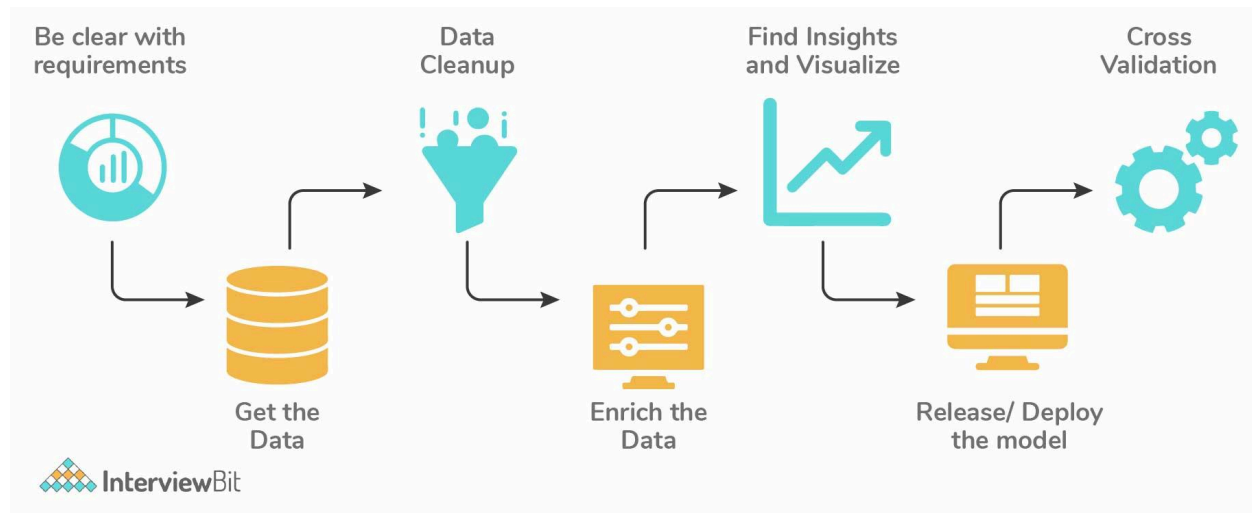 Be clear with
requirements
Get the
Data
Data
Cleanup
Enrich the
Data
Find Insights
and Visualize
Release/ Deploy
the model
Cross
Validation
InterviewBit